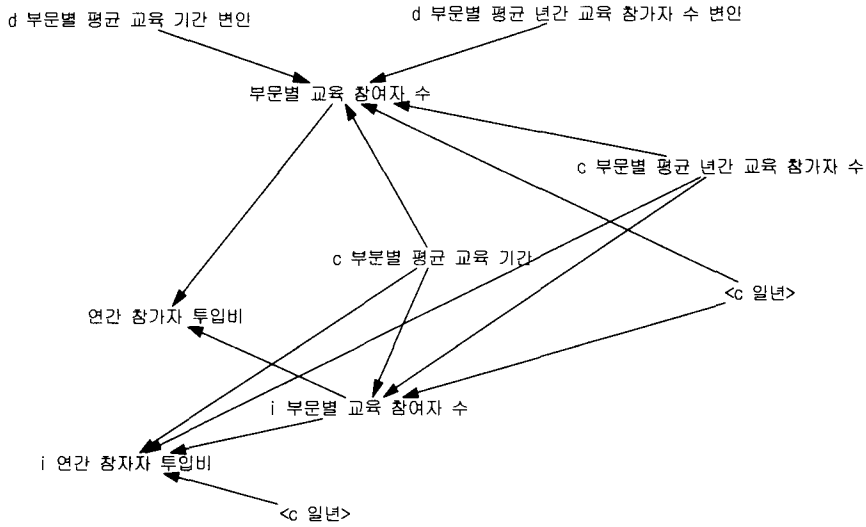 d 부문별 평균 교육 기간 변인
d 부문별 평균 년간 교육 참가자 수 변인
부문별 교육 참여자 수
c 부문별 평균 년간 교육 참가자 수
c 부분별 평균 교육 기간
<c 일년>
연간 참가자 투입비
i 부문별 교육 참여자 수
i 연간 참자자 투입비
<c 일년>